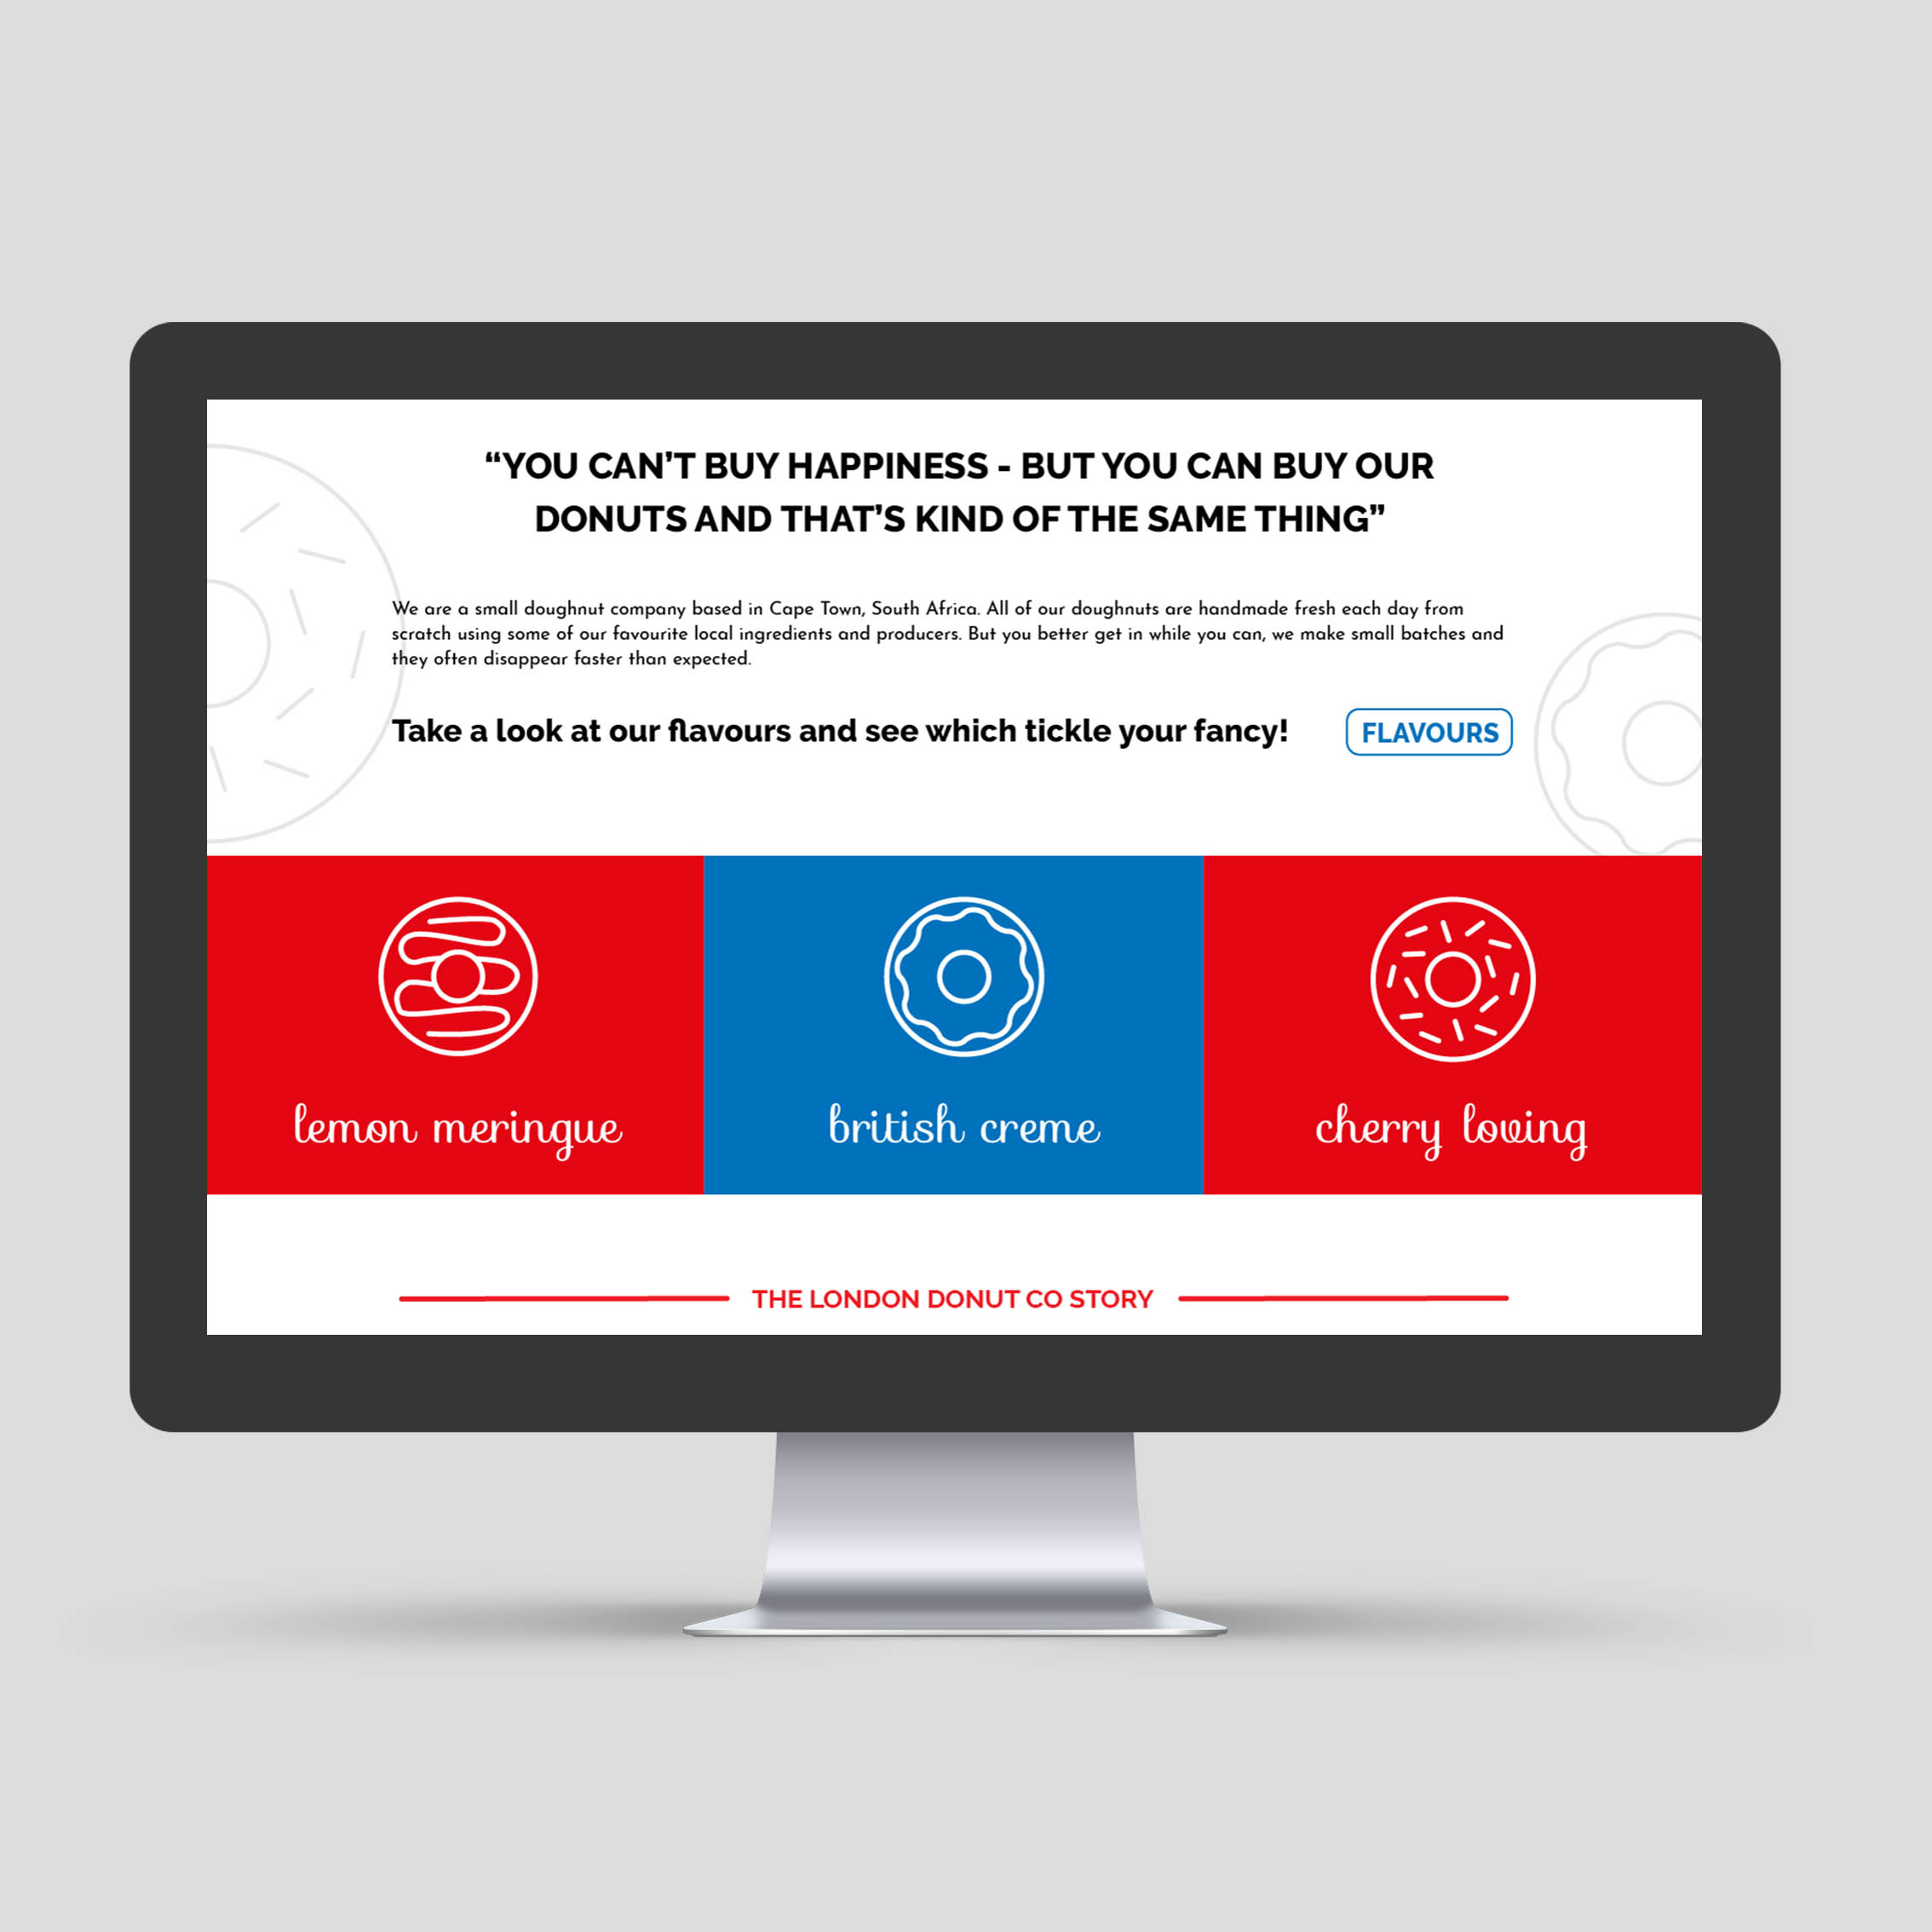 “YOU CAN’T BUY HAPPINESS - BUT YOU CAN BUY OUR
DONUTS AND THAT’S KIND OF THE SAME THING”
We are a small doughnut company based in Cape Town, South Africa. All of our doughnuts are handmade fresh each day from
scratch using some of our favourite local ingredients and producers. But you better get in while you can, we make small batches and
they often disappear faster than expected.
Take a look at our flavours and see which tickle your fancy!
FLAVOURS
lemon meringue
british creme
cherry loving
THE LONDON DONUT CO STORY